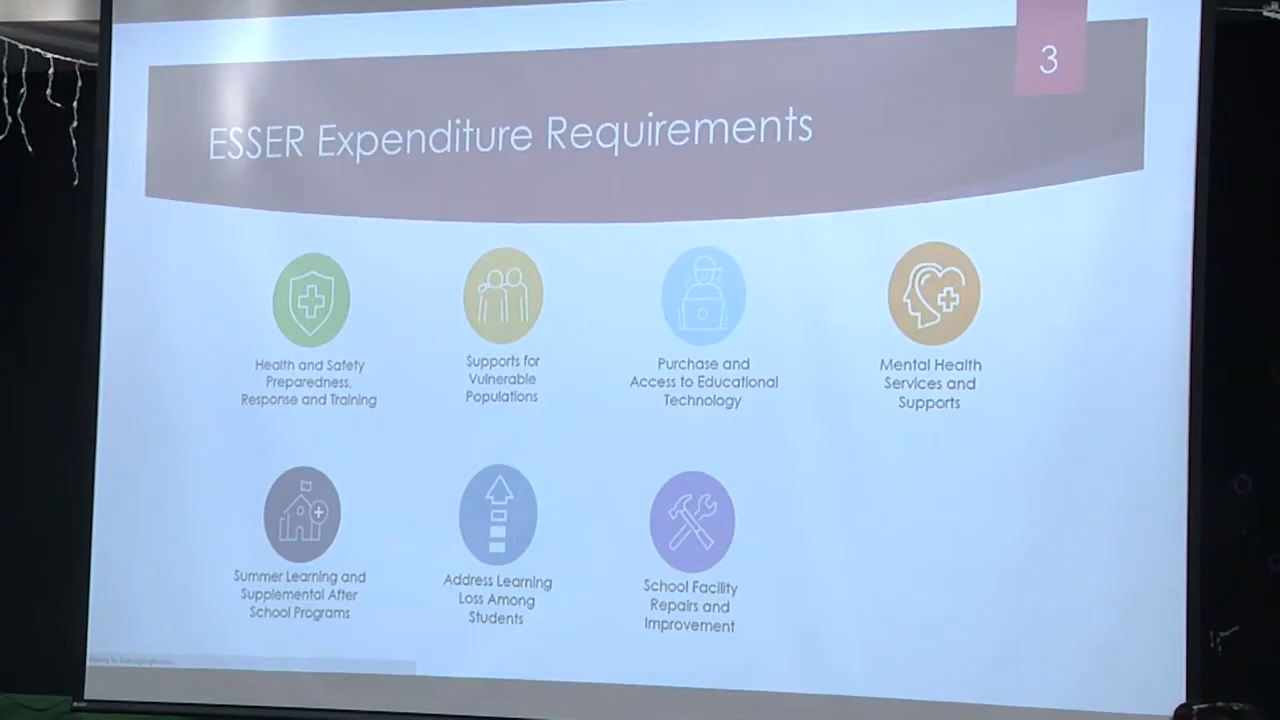 3
ESSER Expenditure Requirements
Health and Safety
Preparedness,
Response and Training
Supports for
Vulnerable
Populations
Purchase and
Access to Educational
Technology
Mental Health
Services and
Supports
Summer Learning and
Supplemental After
School Programs
Address Learning
Loss Among
Students
School Facility
Repairs and
Improvement